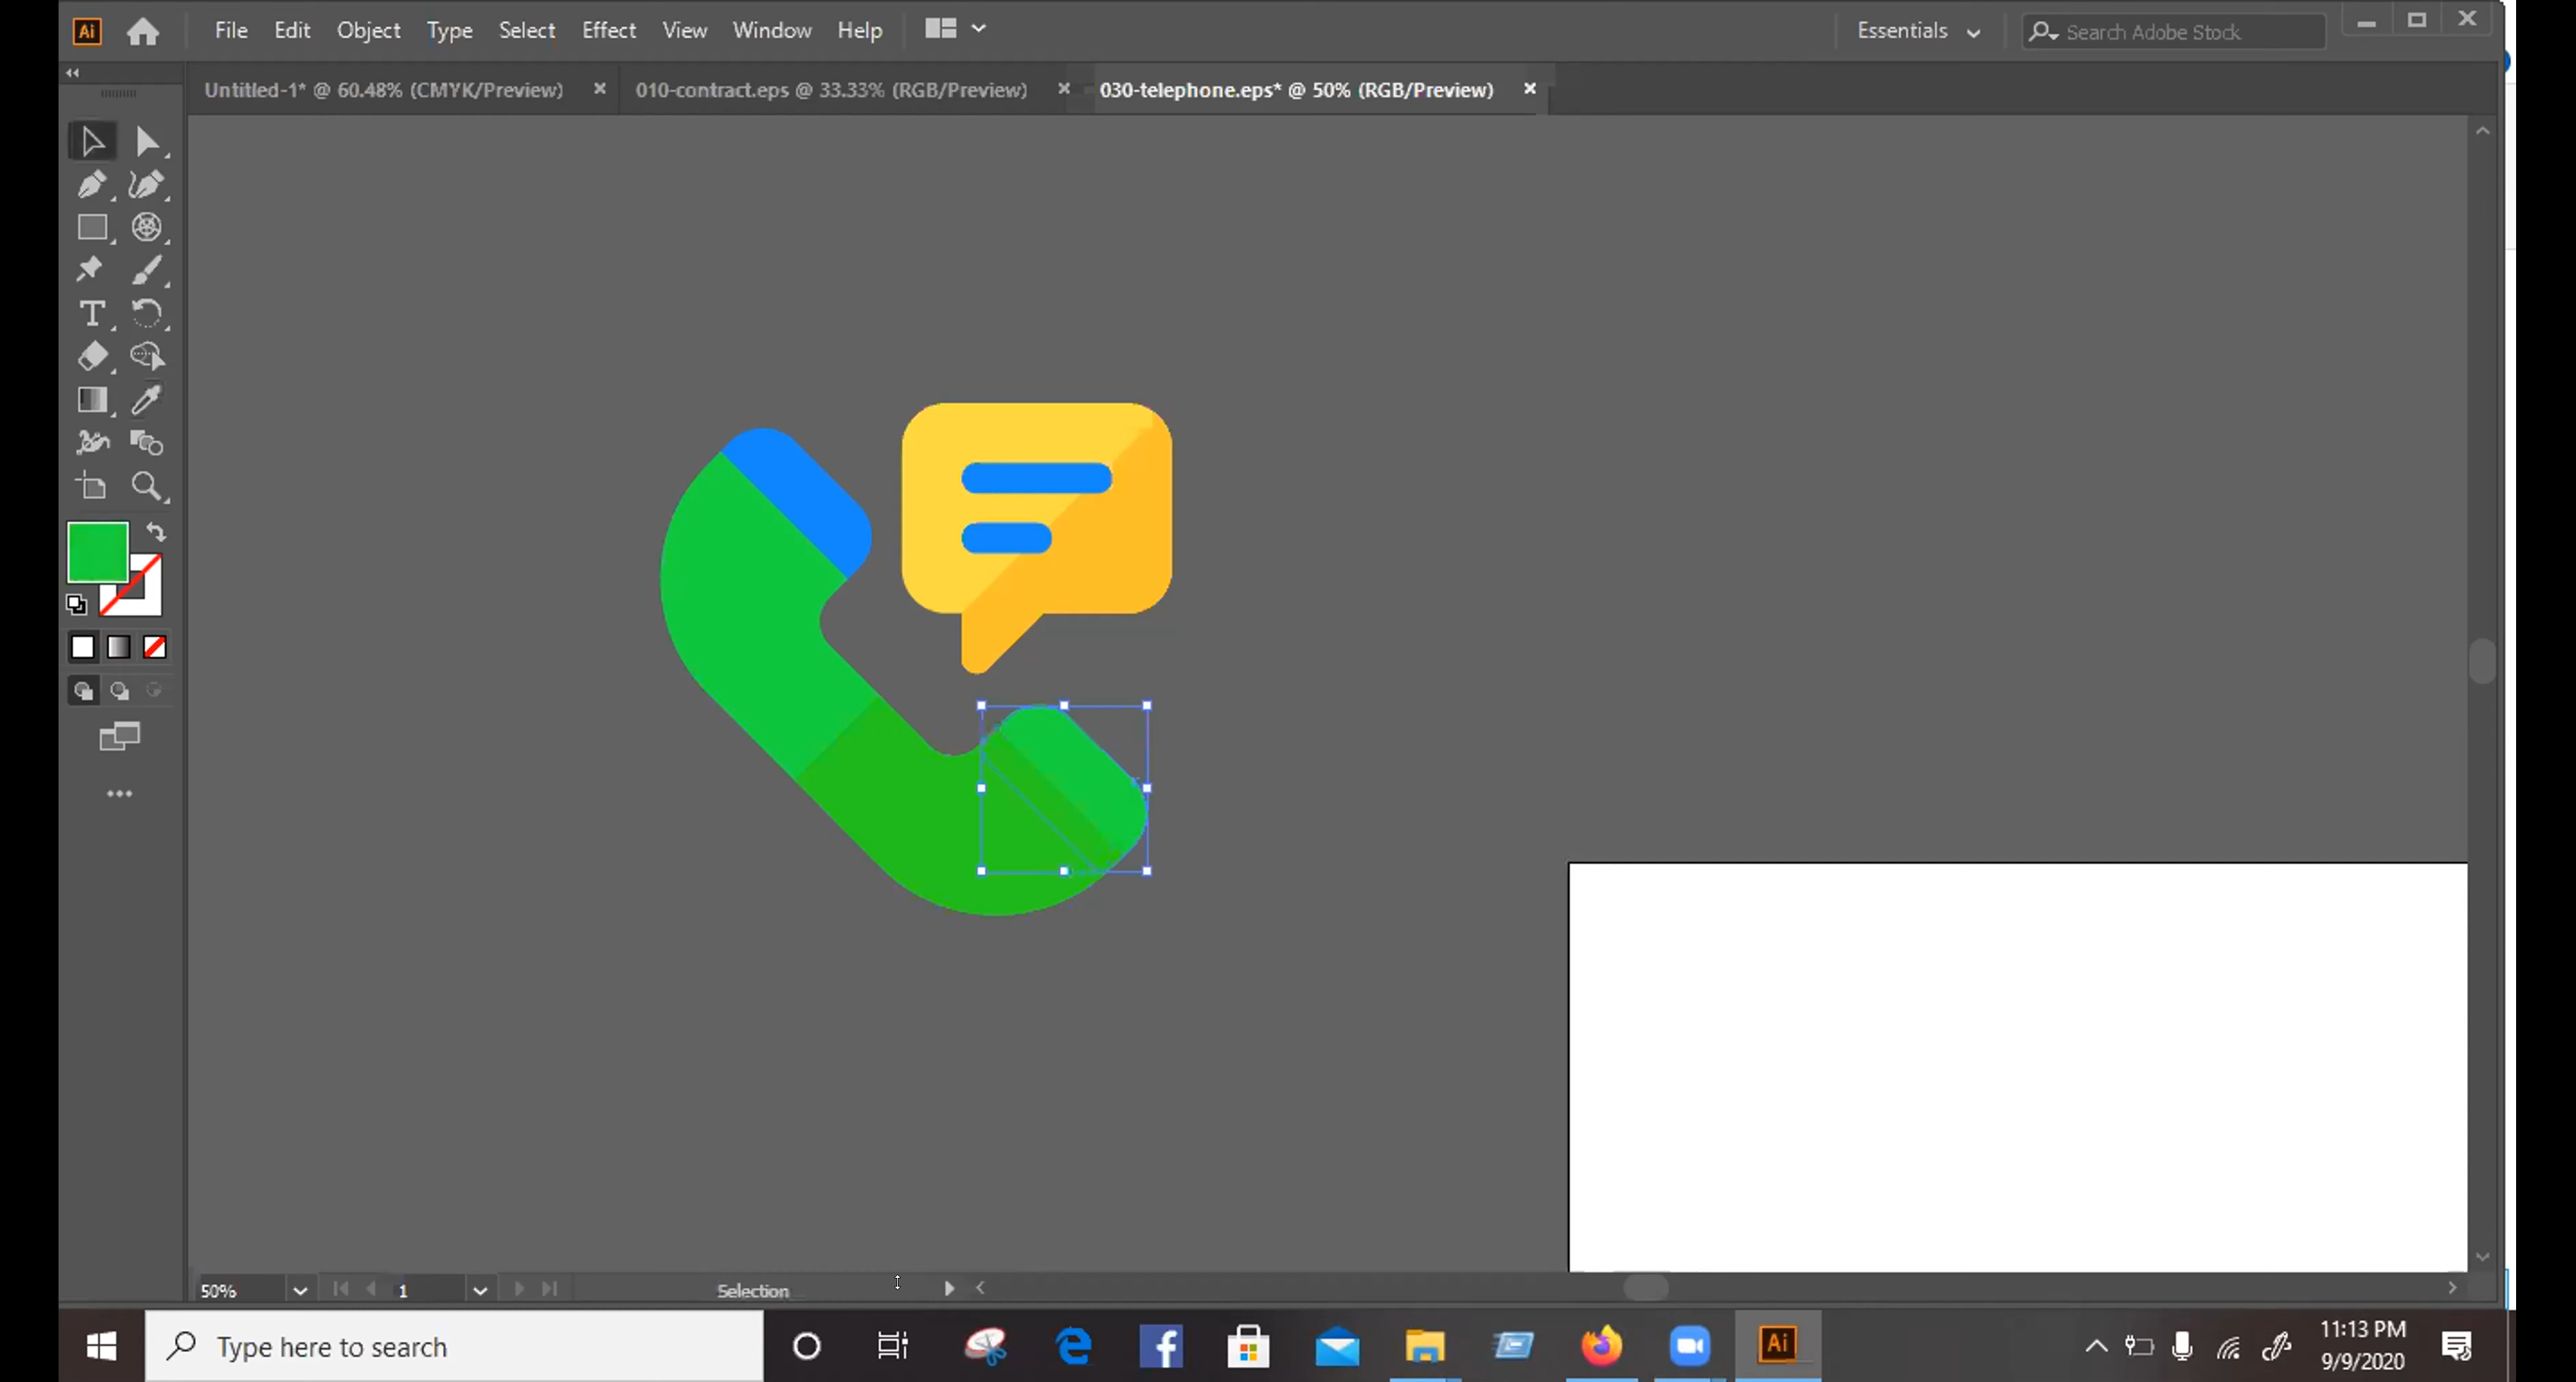 Ai File Edit Object Type Select Effect View Window Help Essentials Search Adobe Stock
Untitled-1* @ 60.48% (CMYK/Preview) 010-contract.eps @ 33.33% (RGB/Preview) 030-telephone.eps* @ 50% (RGB/Preview)
50% 1 Selection
Type here to search
Ai
11:13 PM
9/9/2020